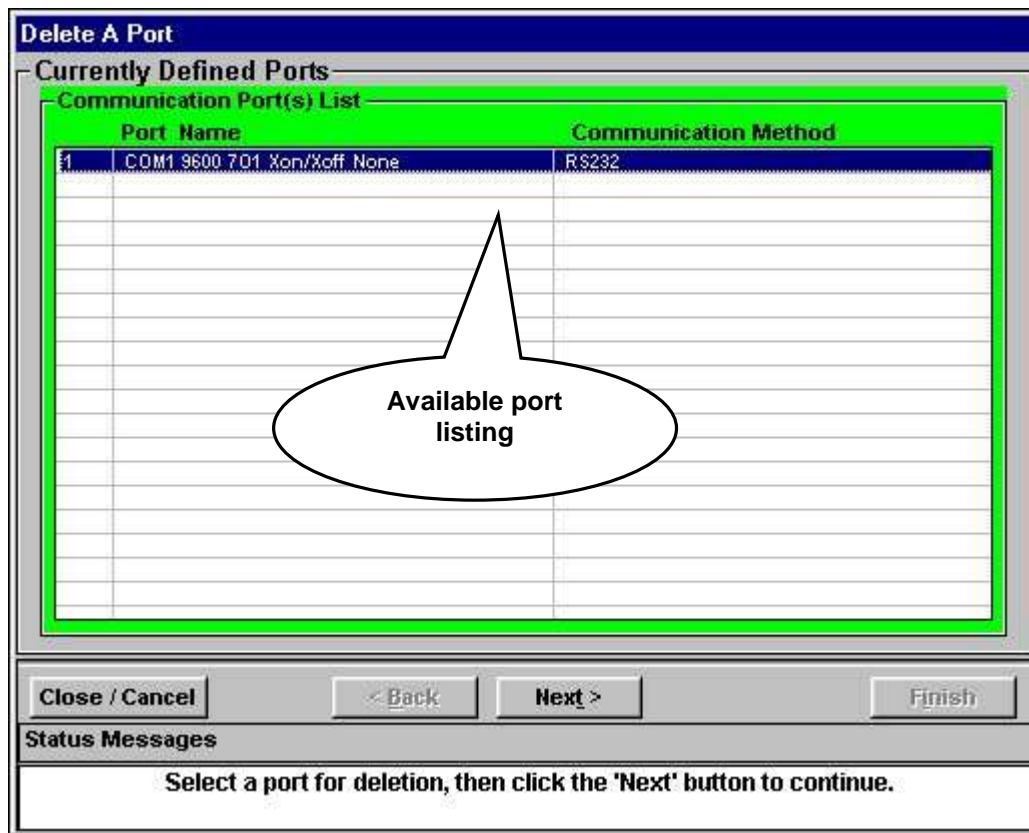 Delete A Port
Currently Defined Ports
Communication Port(s) List
Port Name Communication Method
1 COM1 9600 7O1 Xon/Xoff None RS232
Available port
listing
Close / Cancel < Back Next > Finish
Status Messages
Select a port for deletion, then click the 'Next' button to continue.